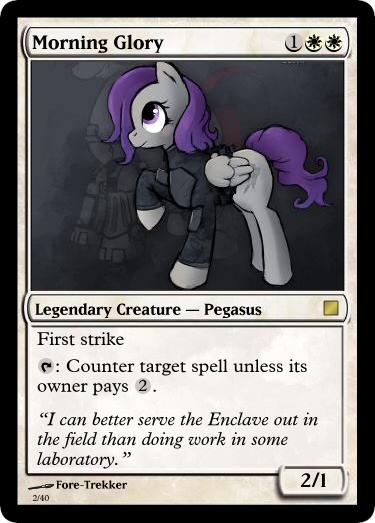 Morning Glory 1
Legendary Creature — Pegasus
First strike
: Counter target spell unless its
owner pays 2.
“I can better serve the Enclave out in
the field than doing work in some
laboratory.”
Fore-Trekker
2/1
2/40